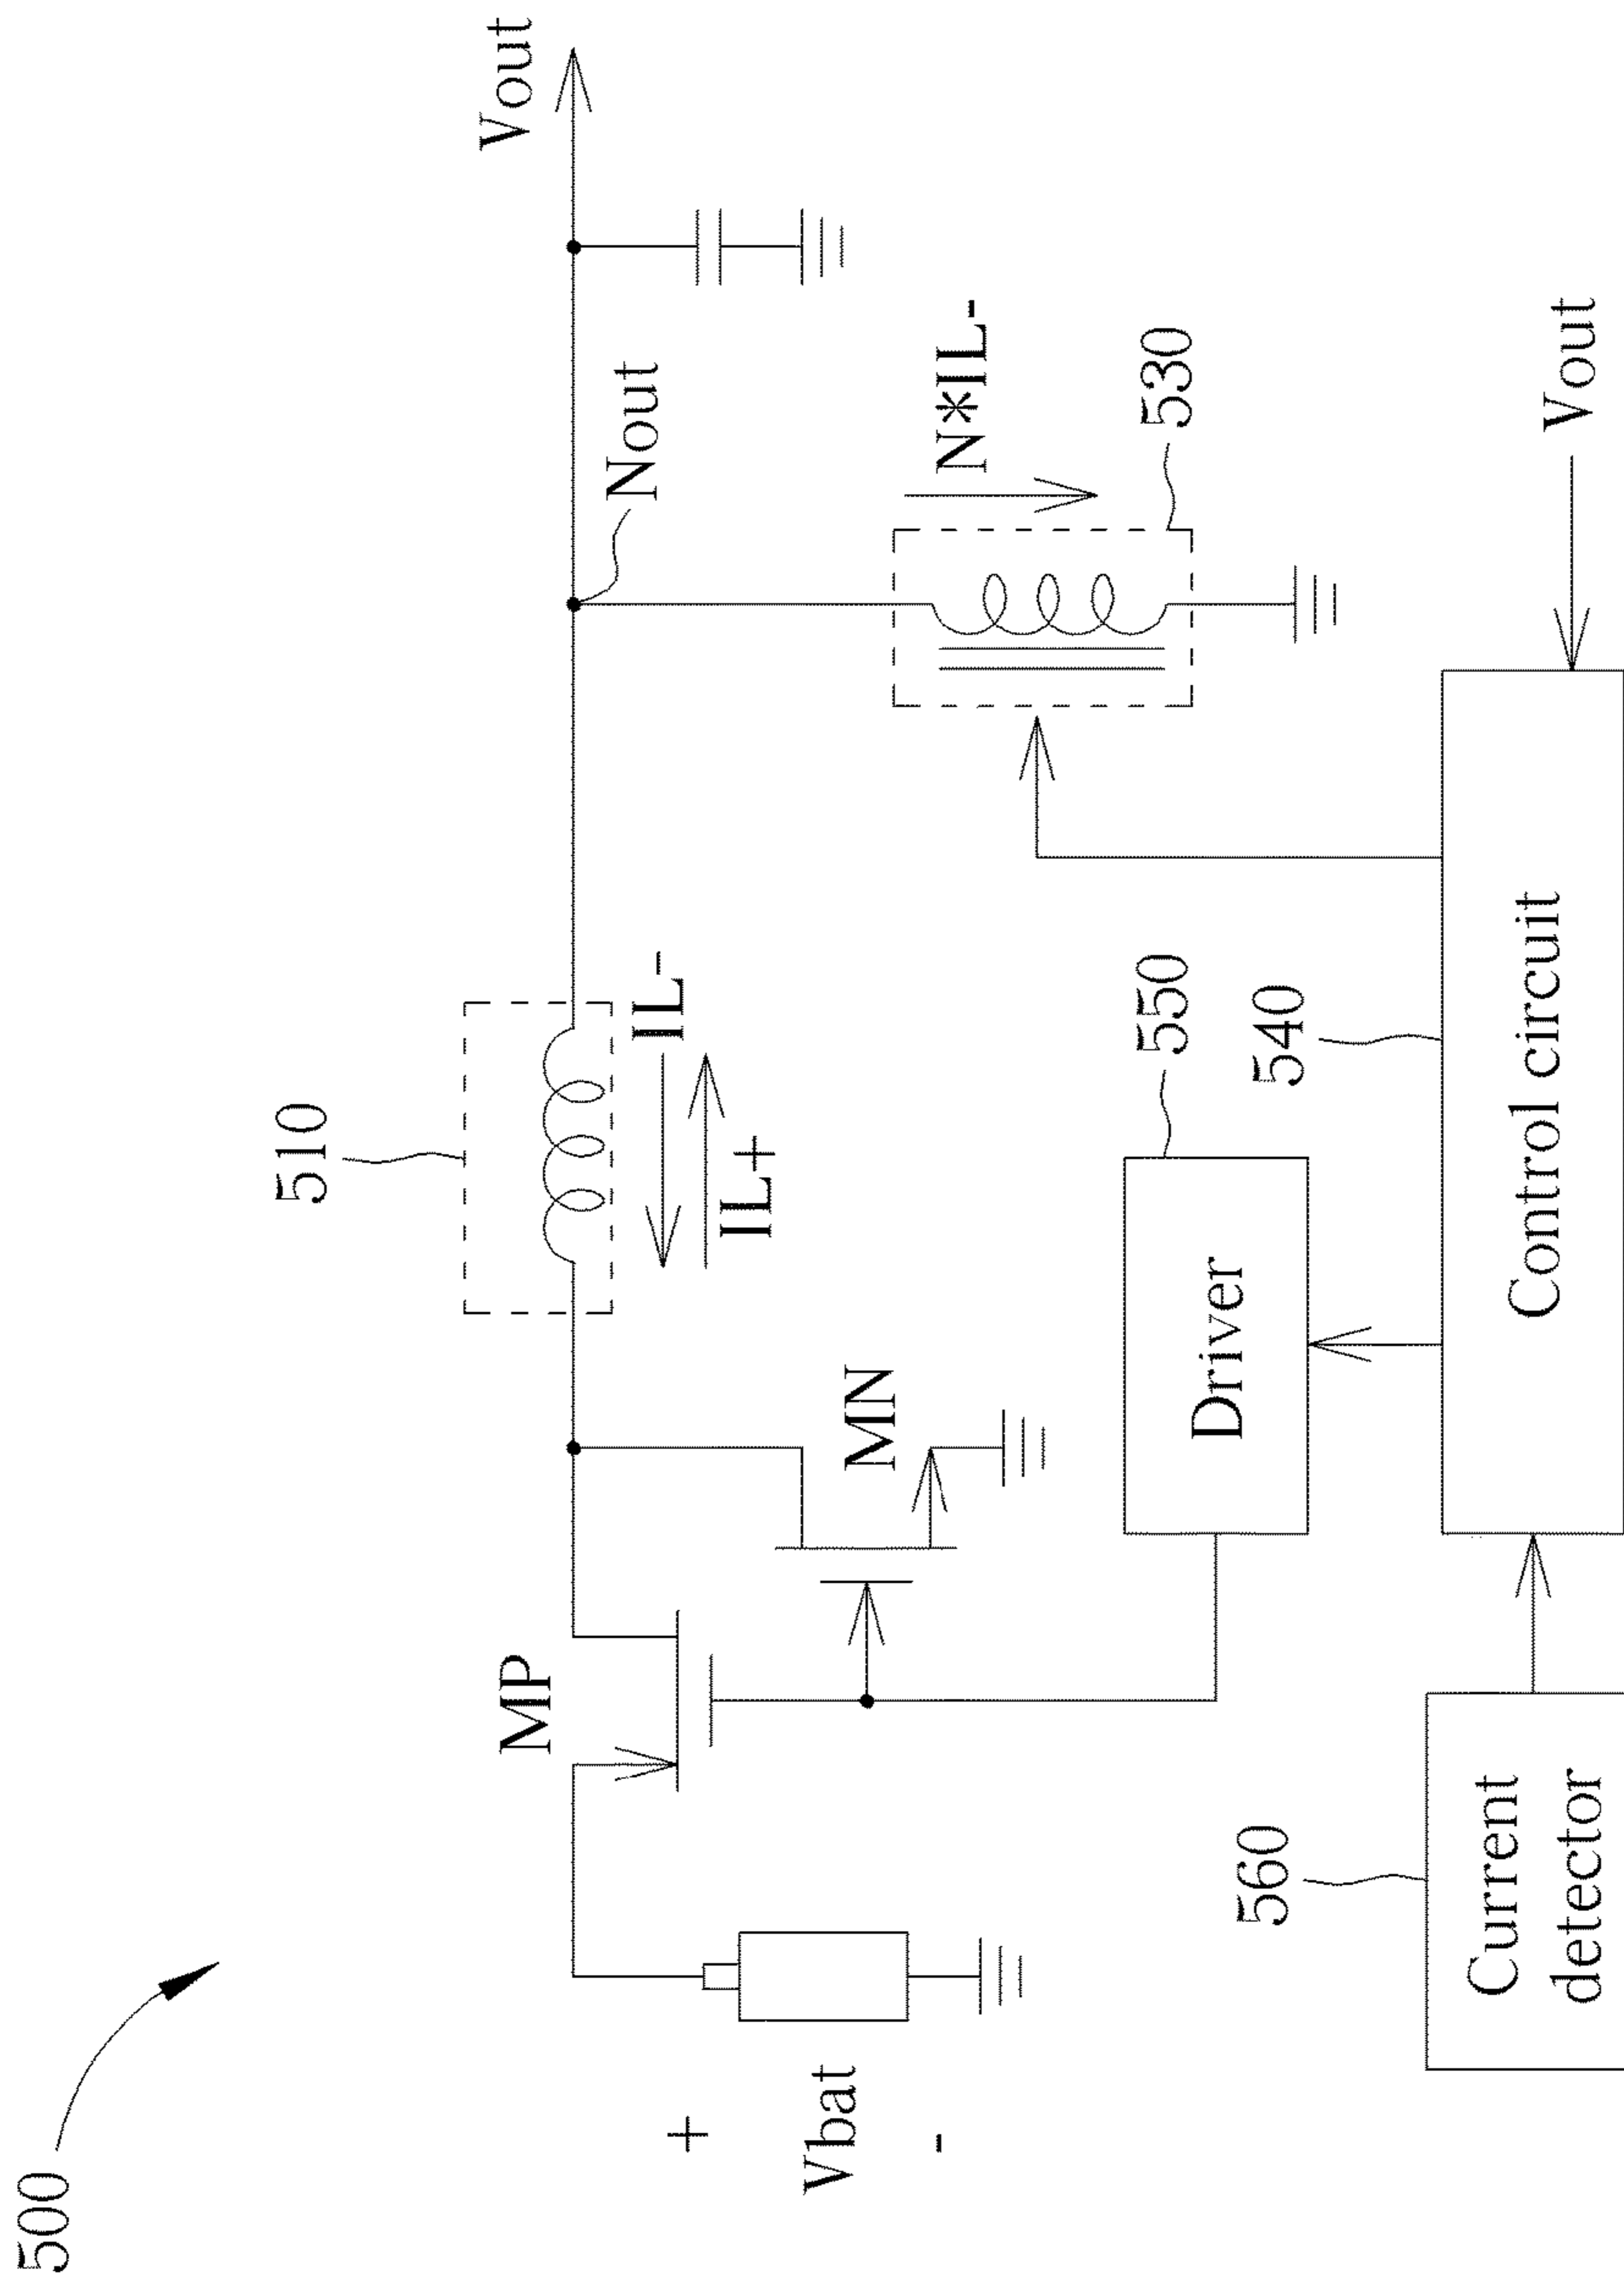 500
510
Vout
MP
Nout
IL-
IL+
+
Vbat
-
MN
N*IL-
530
550
Driver
540
560
Current
detector
Control circuit
Vout